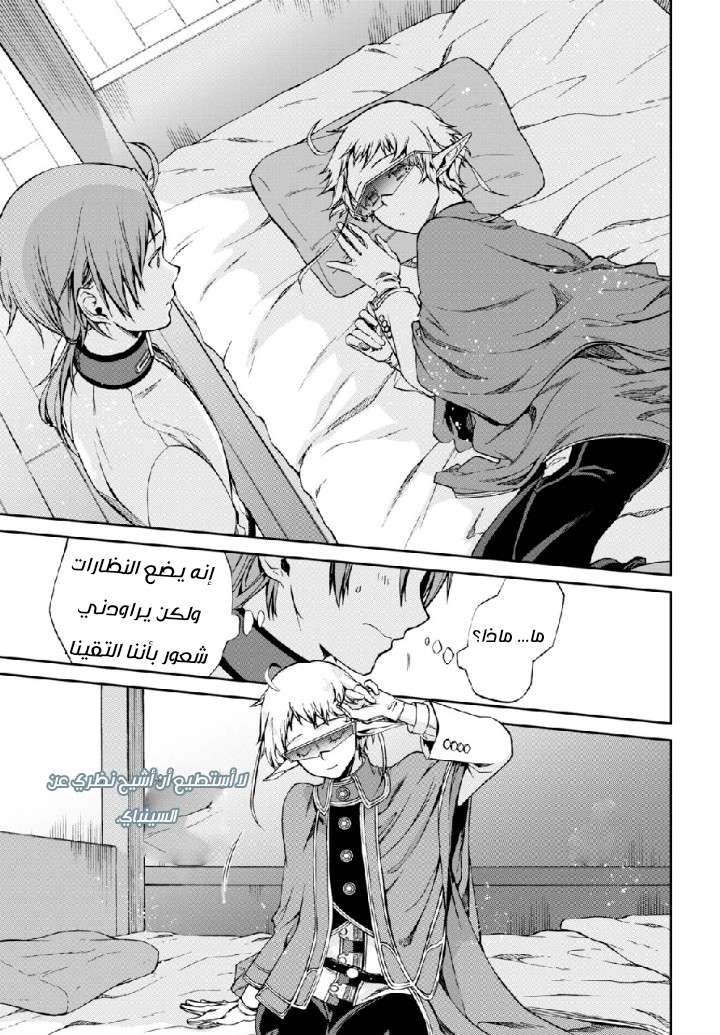 ما... ماذا؟
إنه يضع النظارات
ولكن يراودني
شعور بأننا التقينا
لا أستطيع أن أشيح نظري عن
السينباي